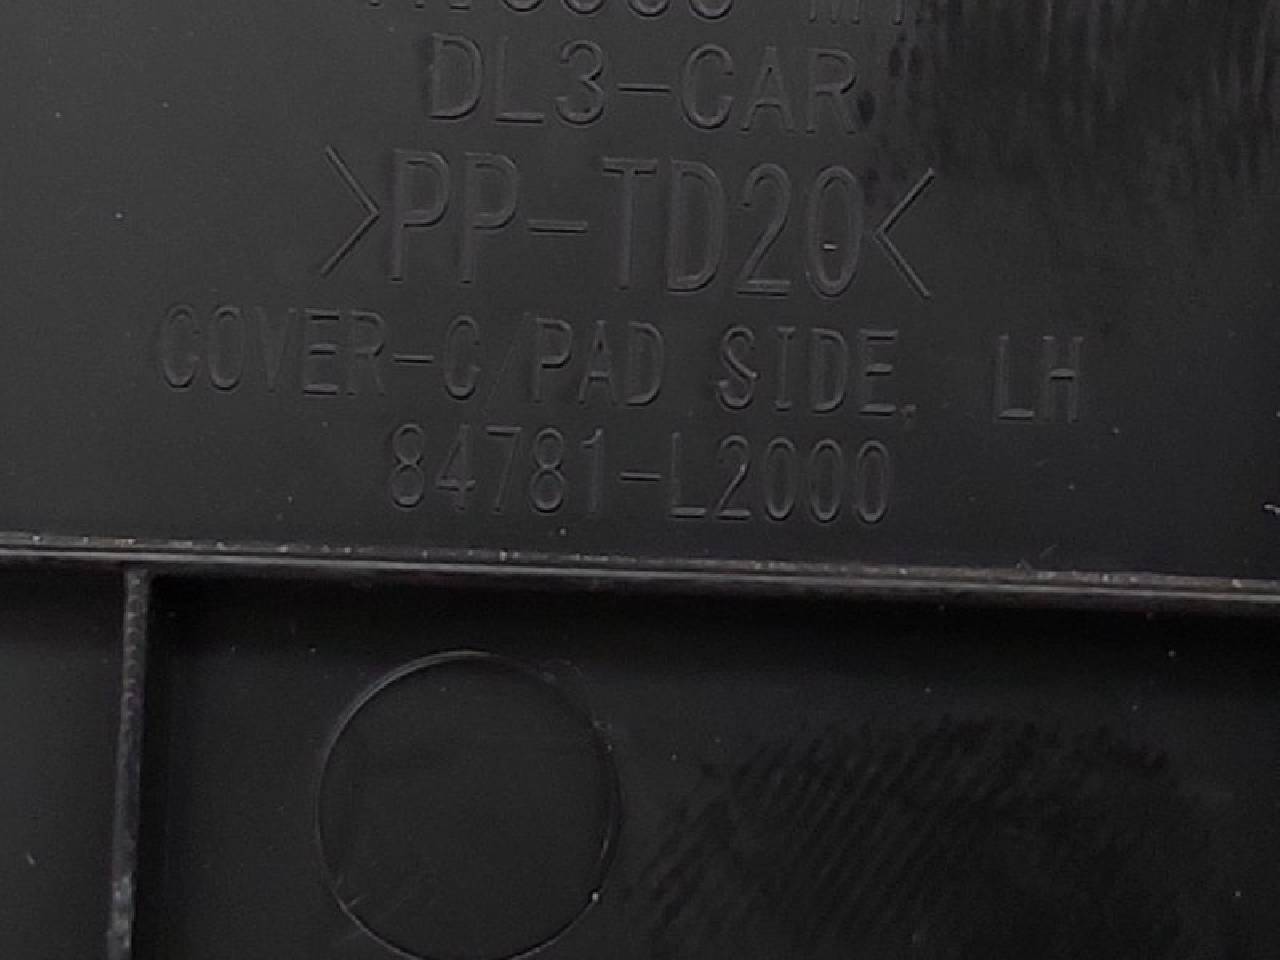 DL3-CAR
>PP-TD20<
COVER-C/PAD SIDE, LH
84781-L2000